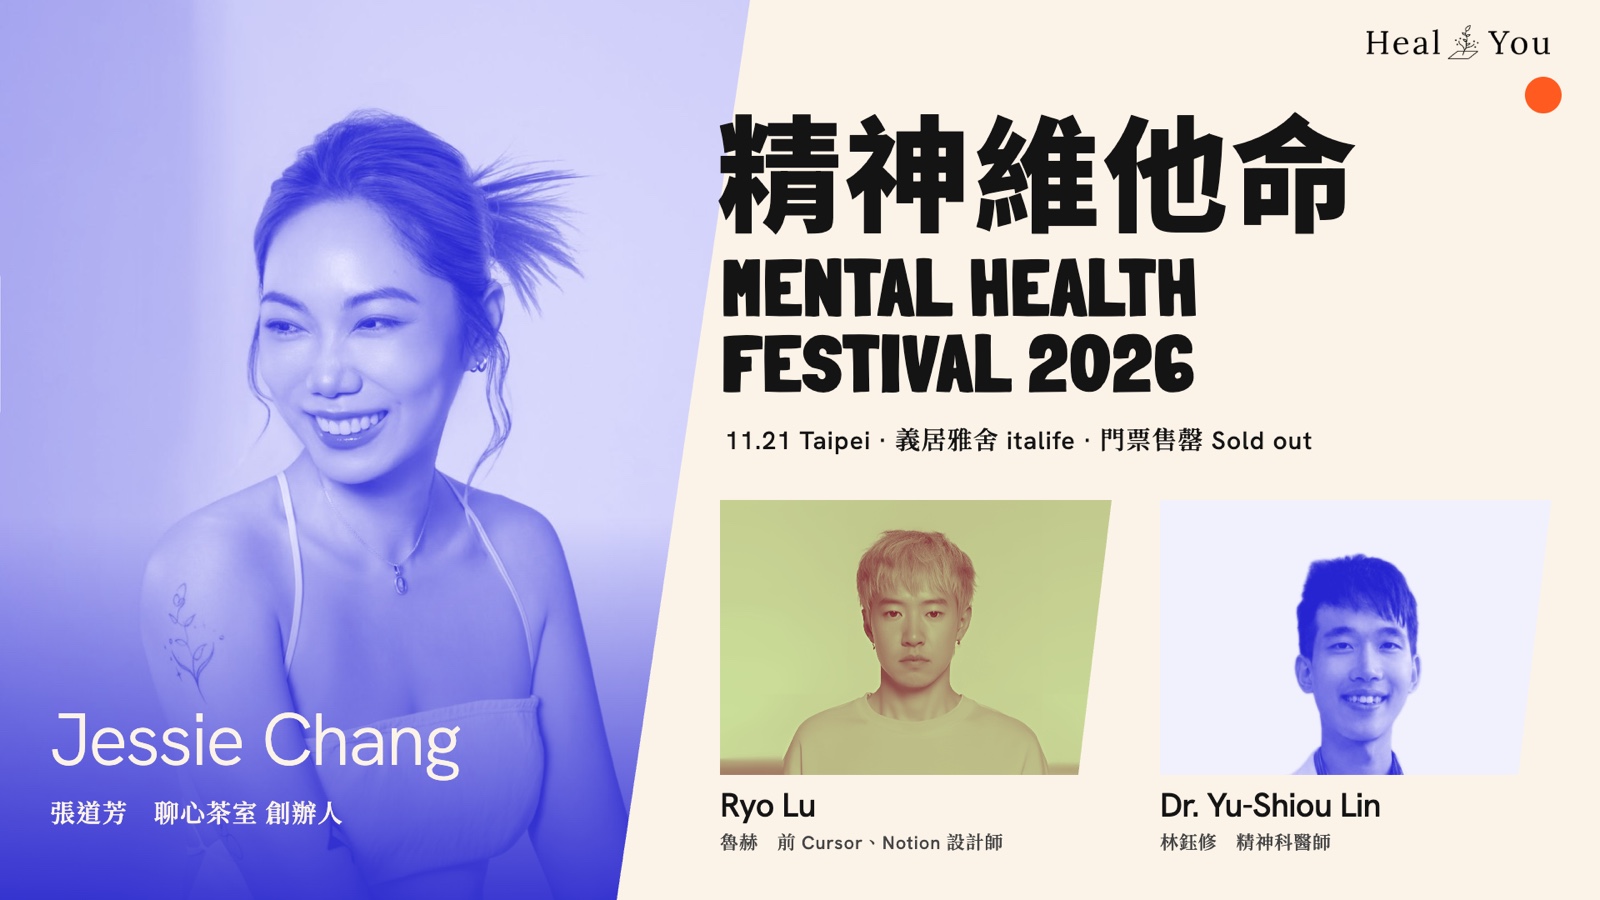 Heal You
精神維他命
MENTAL HEALTH
FESTIVAL 2026
11.21 Taipei · 義居雅舍 italife · 門票售罄 Sold out
Jessie Chang
張道芳 聊心茶室 創辦人
Ryo Lu
魯赫 前 Cursor、Notion 設計師
Dr. Yu-Shiou Lin
林鈺修 精神科醫師